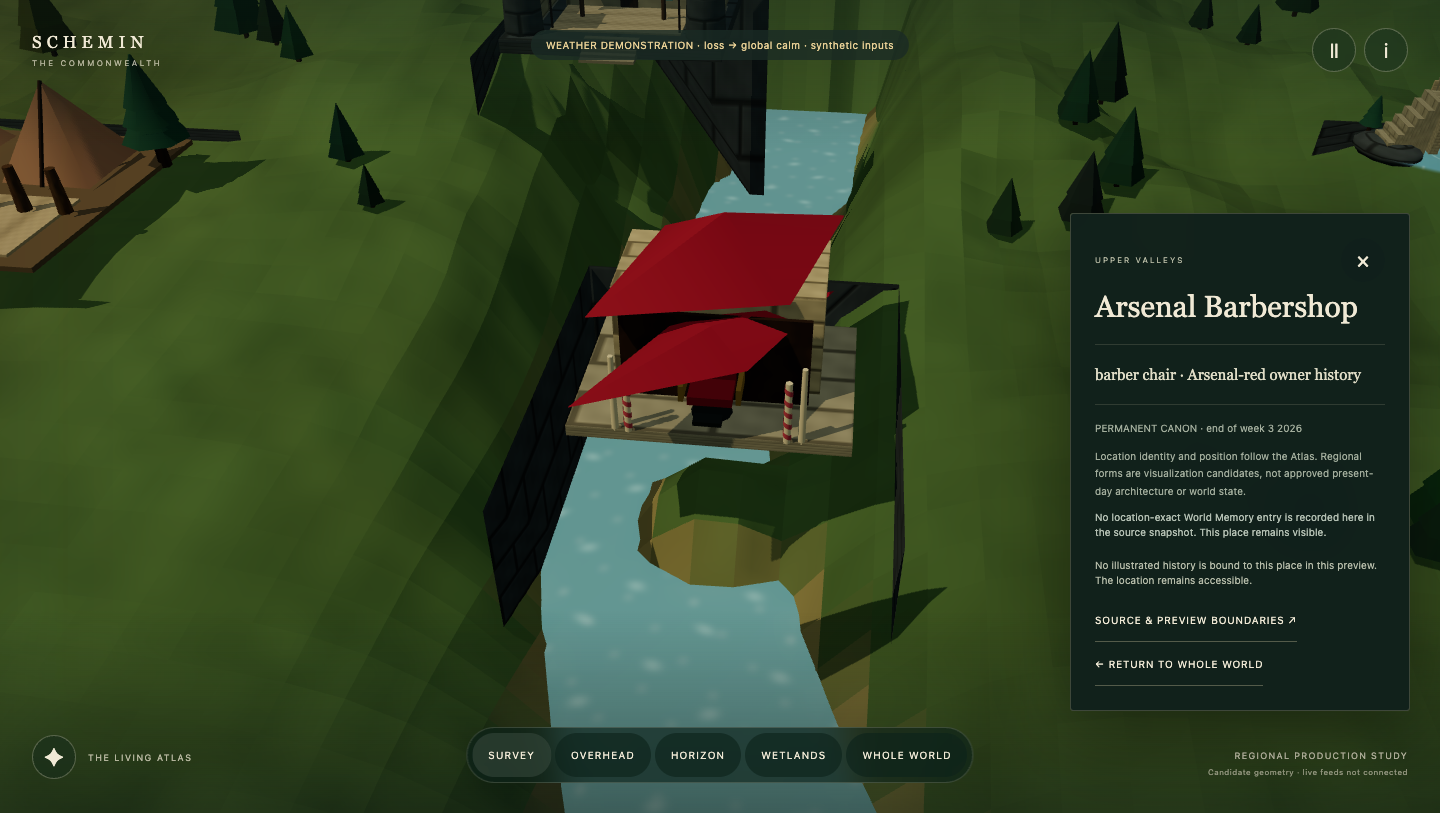 SCHEMIN
THE COMMONWEALTH
WEATHER DEMONSTRATION · loss → global calm · synthetic inputs
i
UPPER VALLEYS
×
Arsenal Barbershop
barber chair · Arsenal-red owner history
PERMANENT CANON · end of week 3 2026
Location identity and position follow the Atlas. Regional
forms are visualization candidates, not approved present-
day architecture or world state.
No location-exact World Memory entry is recorded here in
the source snapshot. This place remains visible.
No illustrated history is bound to this place in this preview.
The location remains accessible.
SOURCE & PREVIEW BOUNDARIES ↗
← RETURN TO WHOLE WORLD
THE LIVING ATLAS
SURVEY OVERHEAD HORIZON WETLANDS WHOLE WORLD
REGIONAL PRODUCTION STUDY
Candidate geometry · live feeds not connected